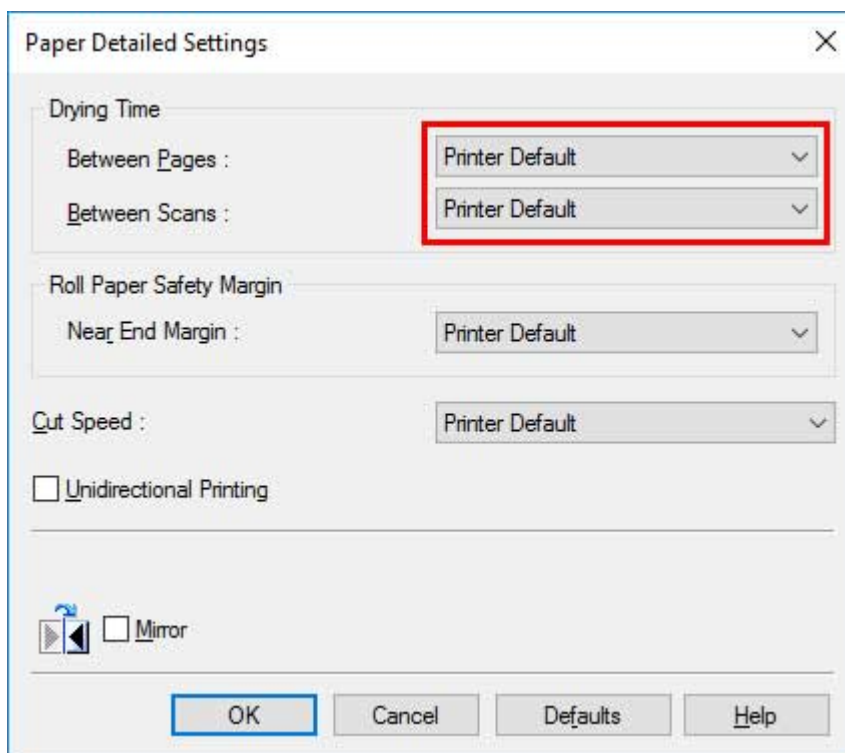 Paper Detailed Settings
Drying Time
Between Pages : Printer Default
Between Scans : Printer Default
Roll Paper Safety Margin
Near End Margin : Printer Default
Cut Speed : Printer Default
Unidirectional Printing
Mirror
OK Cancel Defaults Help